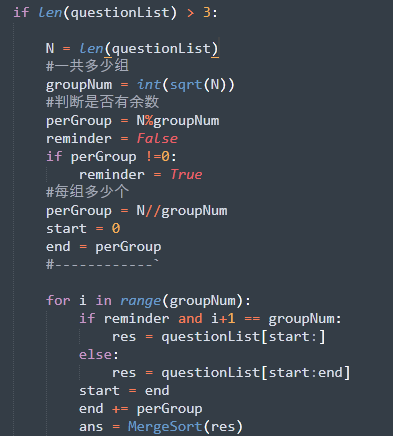 if len(questionList) > 3:
N = len(questionList)
#一共多少组
groupNum = int(sqrt(N))
#判断是否有余数
perGroup = N%groupNum
reminder = False
if perGroup !=0:
reminder = True
#每组多少个
perGroup = N//groupNum
start = 0
end = perGroup
#------------`
for i in range(groupNum):
if reminder and i+1 == groupNum:
res = questionList[start:]
else:
res = questionList[start:end]
start = end
end += perGroup
ans = MergeSort(res)